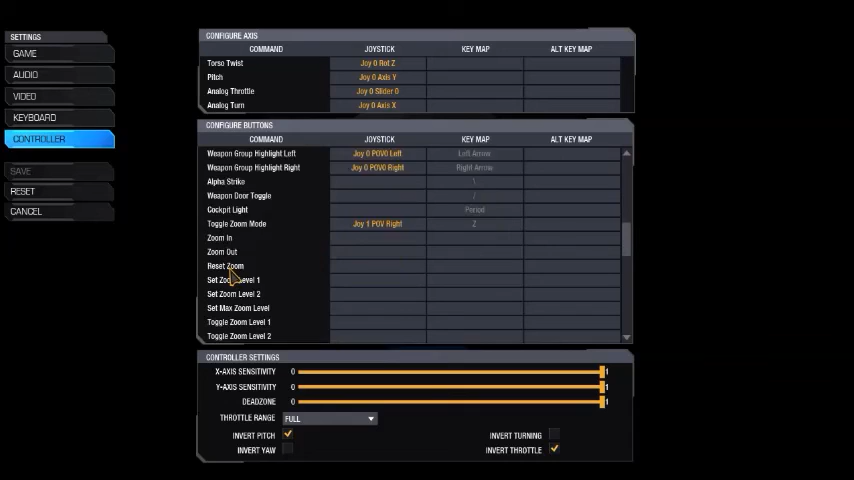 SETTINGS
GAME
AUDIO
VIDEO
KEYBOARD
CONTROLLER
SAVE
RESET
CANCEL
CONFIGURE AXIS
COMMAND JOYSTICK KEY MAP ALT KEY MAP
Torso Twist Joy 0 Rot Z
Pitch Joy 0 Axis Y
Analog Throttle Joy 0 Slider 0
Analog Turn Joy 0 Axis X
CONFIGURE BUTTONS
COMMAND JOYSTICK KEY MAP ALT KEY MAP
Weapon Group Highlight Left Joy 0 POV0 Left Left Arrow
Weapon Group Highlight Right Joy 0 POV0 Right Right Arrow
Alpha Strike \
Weapon Door Toggle /
Cockpit Light Period
Toggle Zoom Mode Joy 1 POV Right Z
Zoom In
Zoom Out
Reset Zoom
Set Zoom Level 1
Set Zoom Level 2
Set Max Zoom Level
Toggle Zoom Level 1
Toggle Zoom Level 2
CONTROLLER SETTINGS
X-AXIS SENSITIVITY 0 1
Y-AXIS SENSITIVITY 0 1
DEADZONE 0 1
THROTTLE RANGE FULL
INVERT PITCH INVERT TURNING
INVERT YAW INVERT THROTTLE